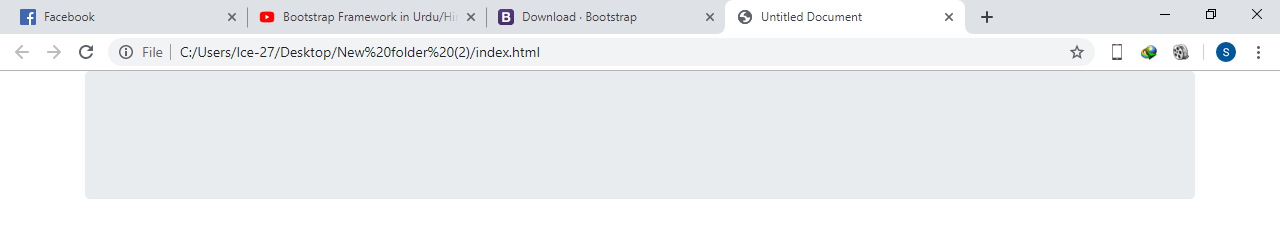 Facebook
Bootstrap Framework in Urdu/Hi
Download · Bootstrap
Untitled Document
File
C:/Users/Ice-27/Desktop/New%20folder%20(2)/index.html
S